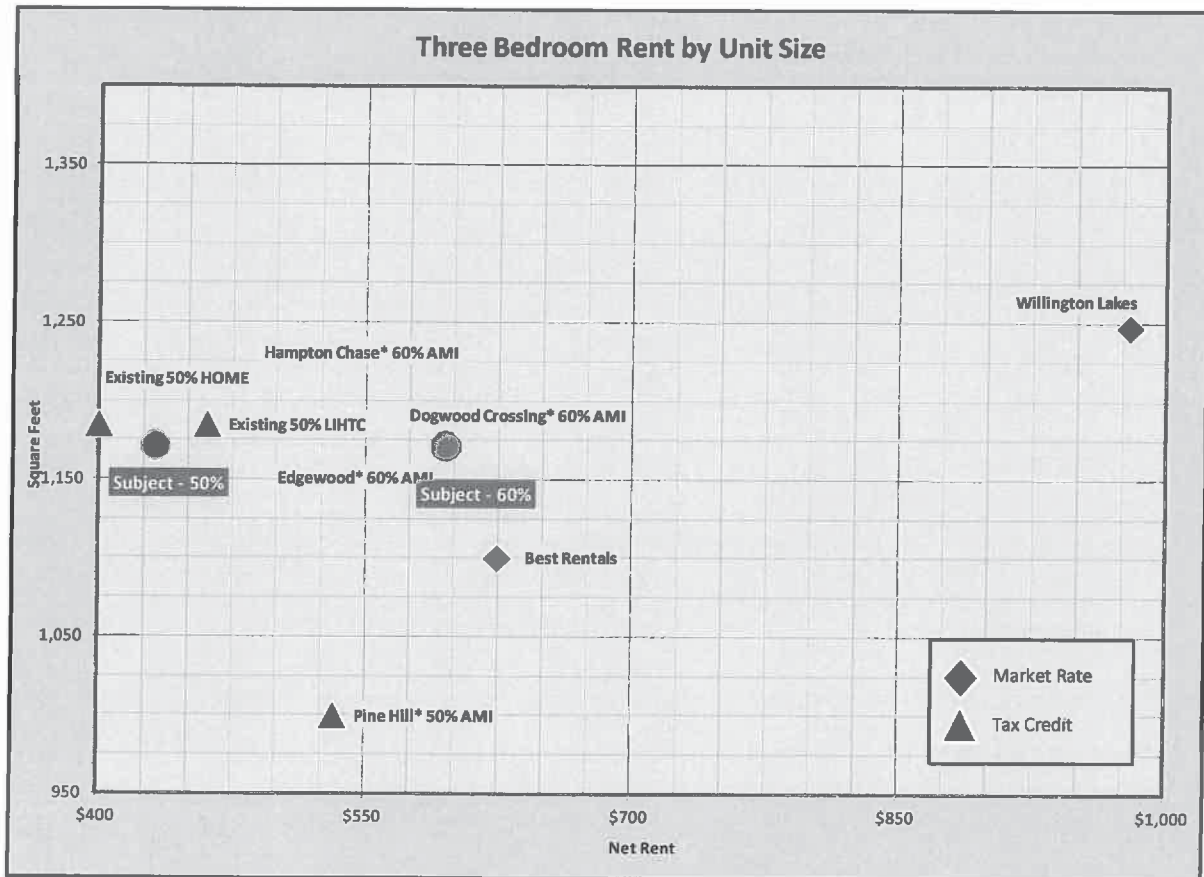 Three Bedroom Rent by Unit Size
1,350
Willington Lakes
1,250
Hampton Chase* 60% AMI
Existing 50% HOME
Dogwood Crossing* 60% AMI
Existing 50% LIHTC
Square Feet
1,150
Edgewood* 60% AMI
Subject - 50%
Subject - 60%
Best Rentals
1,050
Market Rate
Pine Hill* 50% AMI
Tax Credit
950
$400
$550
$700
$850
$1,000
Net Rent